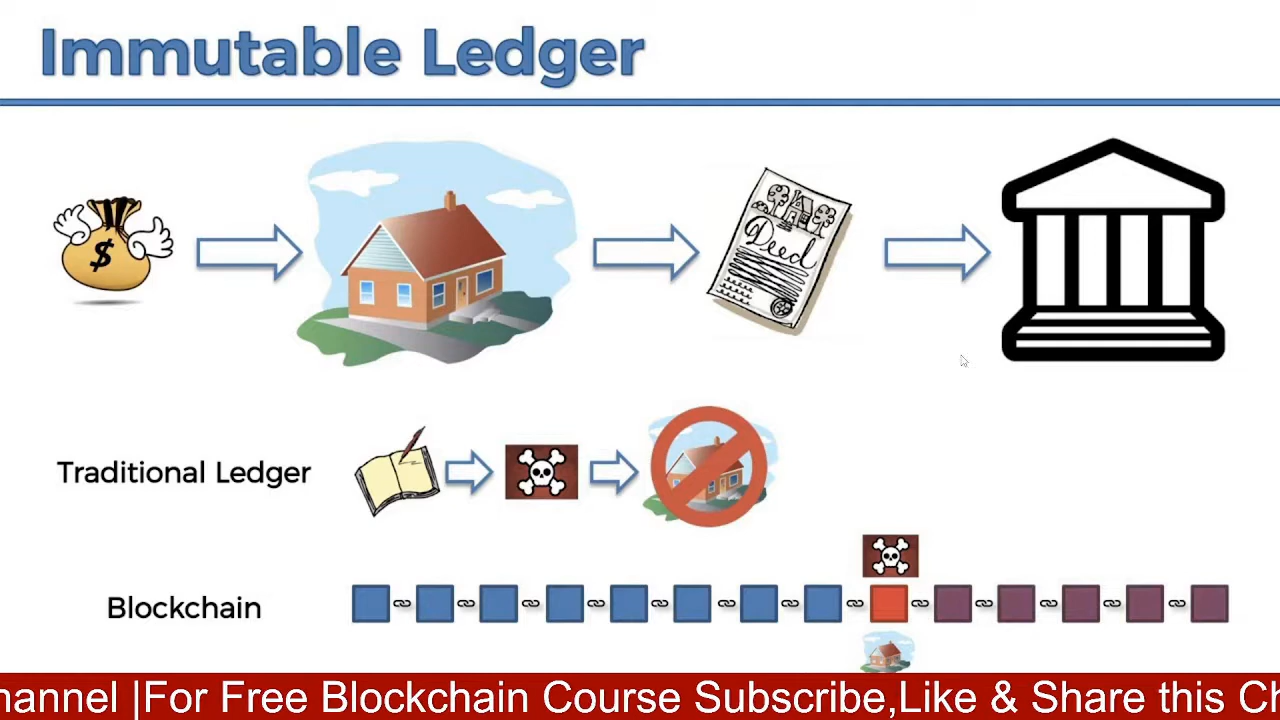 Immutable Ledger
$
Deed
Traditional Ledger
Blockchain
hannel |For Free Blockchain Course Subscribe,Like & Share this Ch